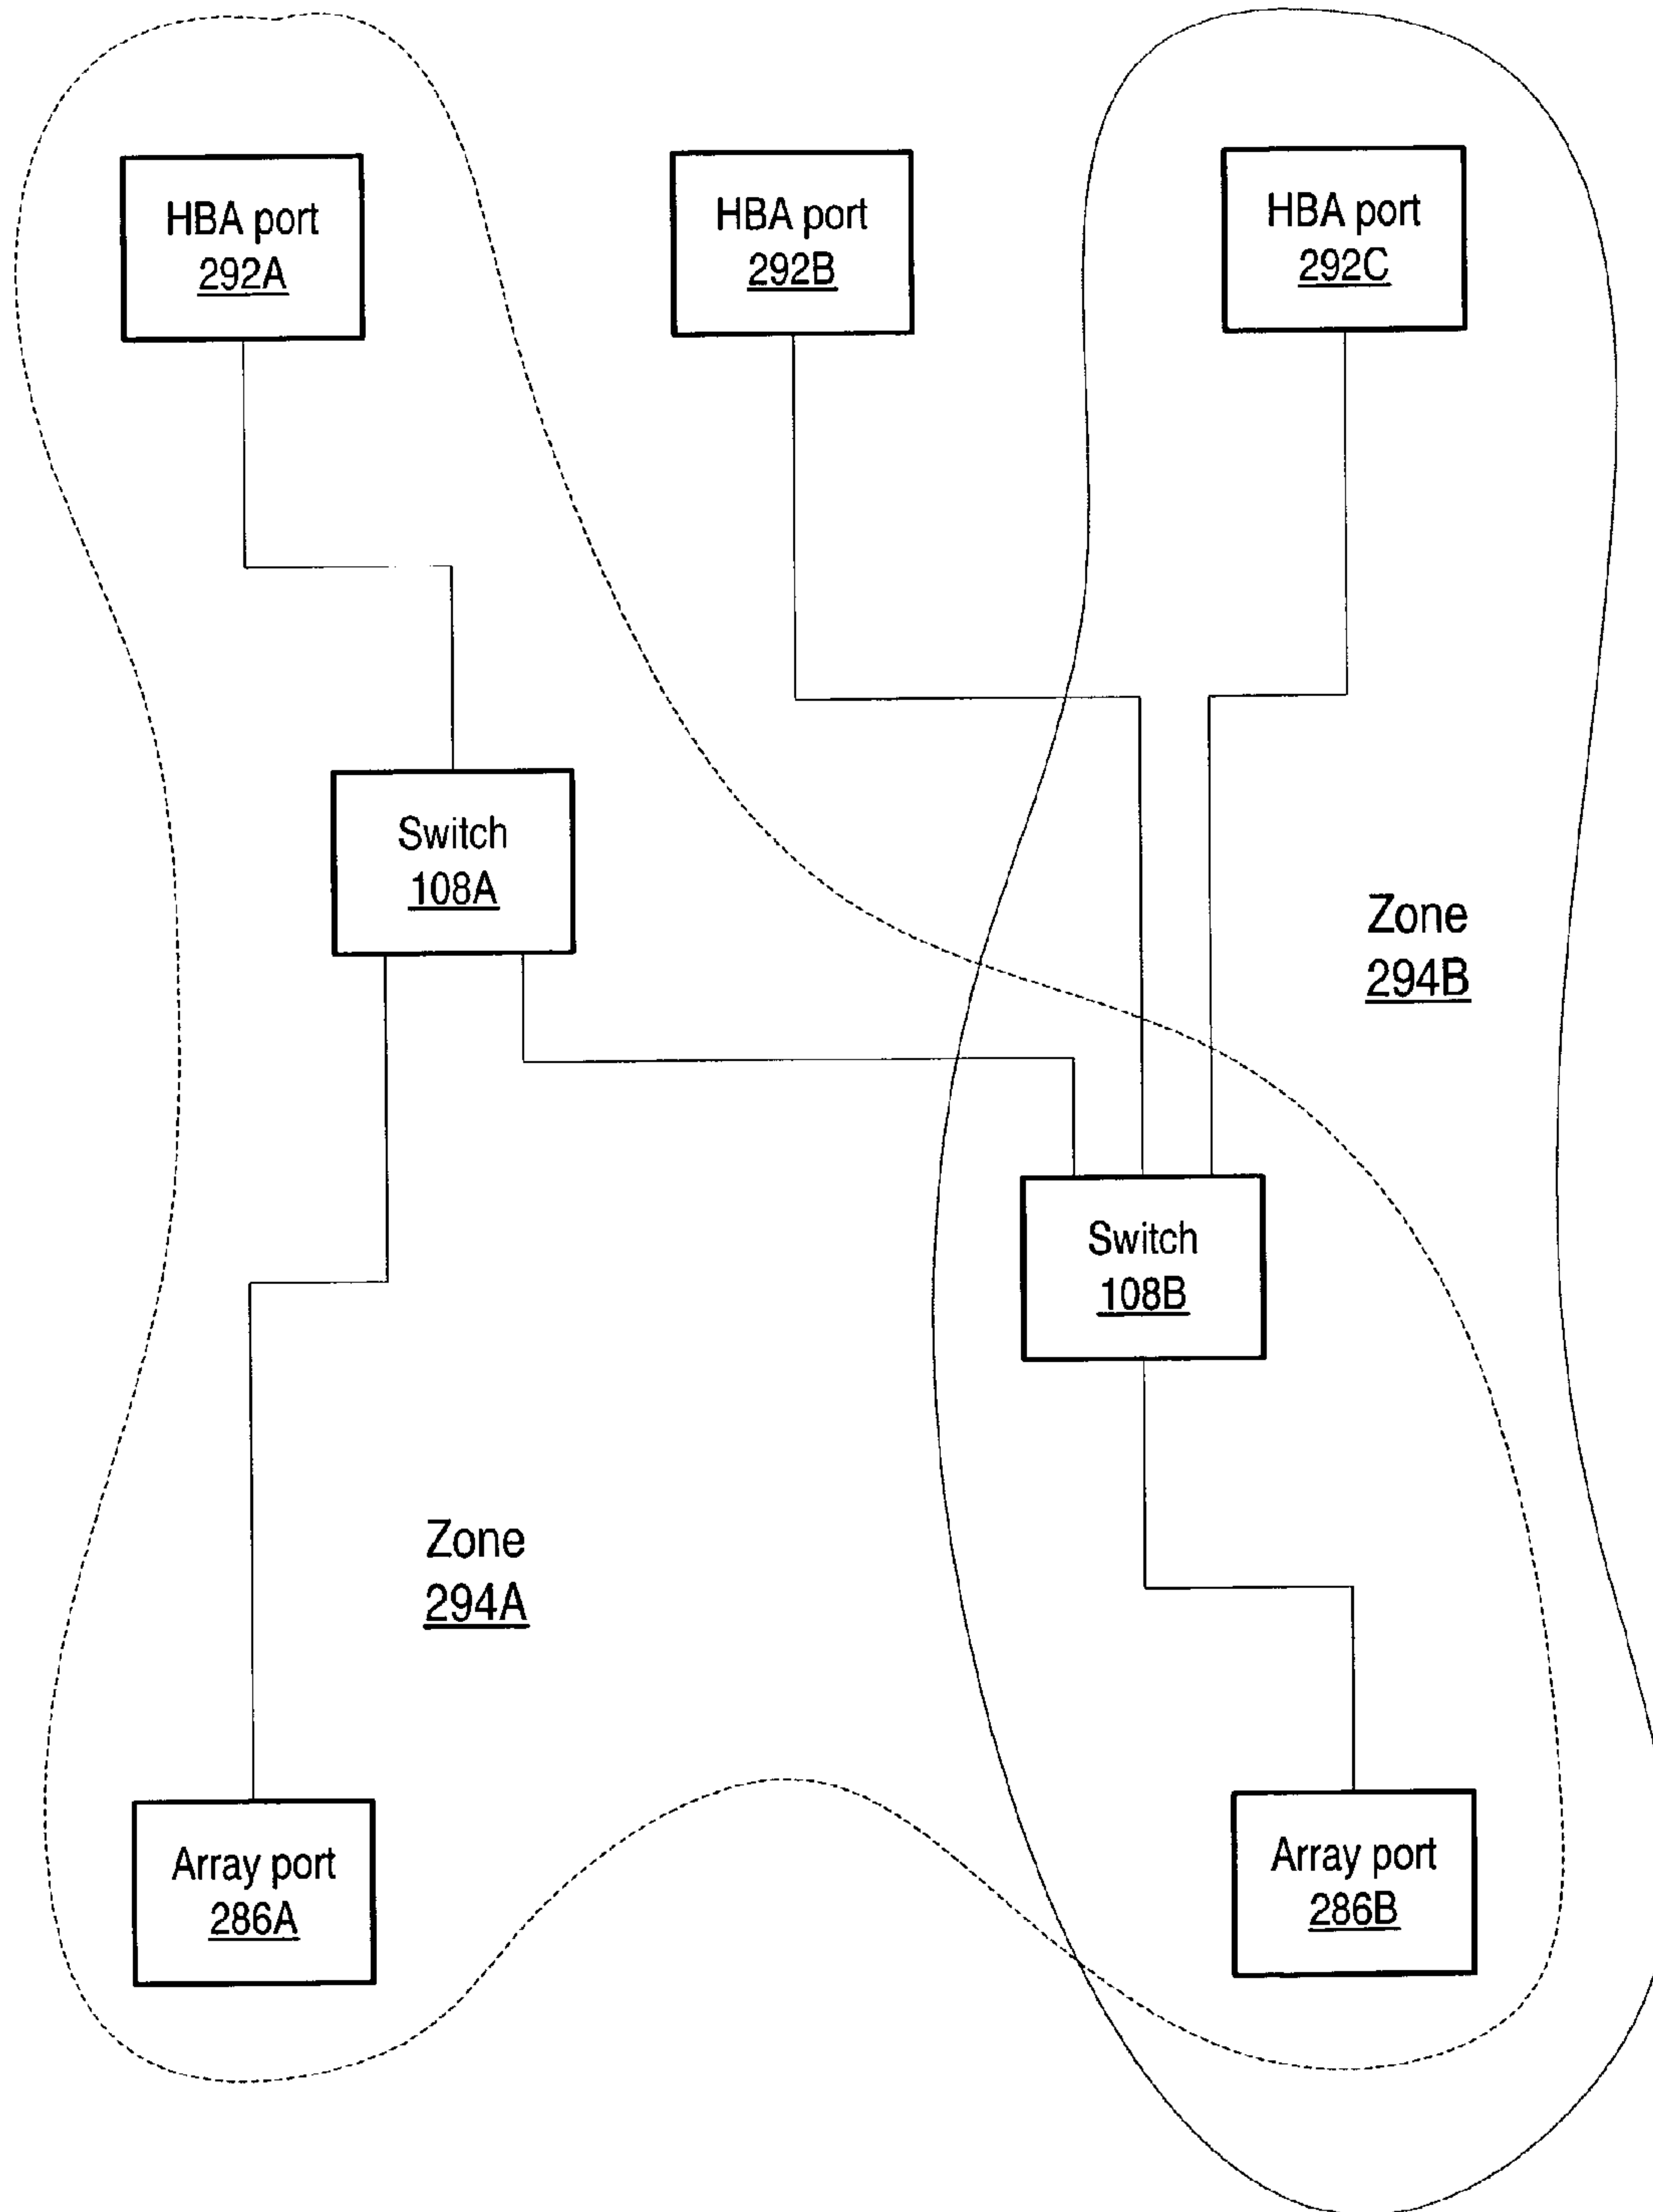 HBA port
292A
HBA port
292B
HBA port
292C
Switch
108A
Zone
294B
Switch
108B
Zone
294A
Array port
286A
Array port
286B